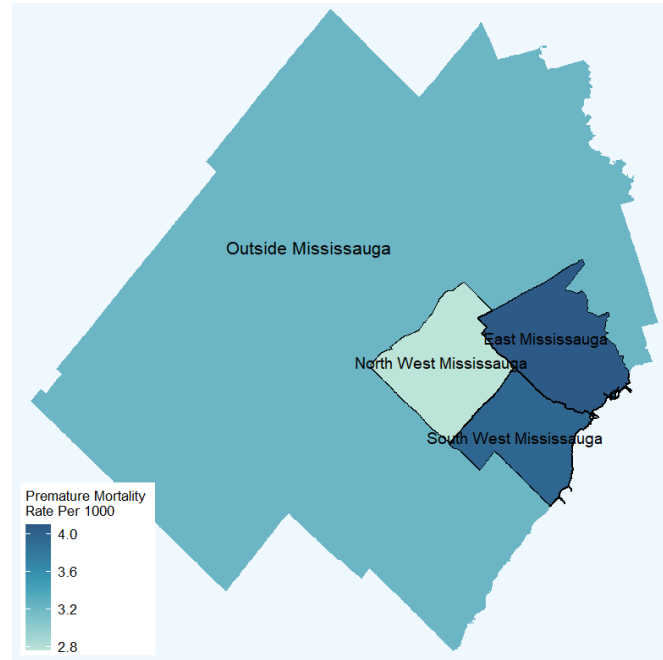 Outside Mississauga
East Mississauga
North West Mississauga
South West Mississauga
Premature Mortality
Rate Per 1000
4.0
3.6
3.2
2.8